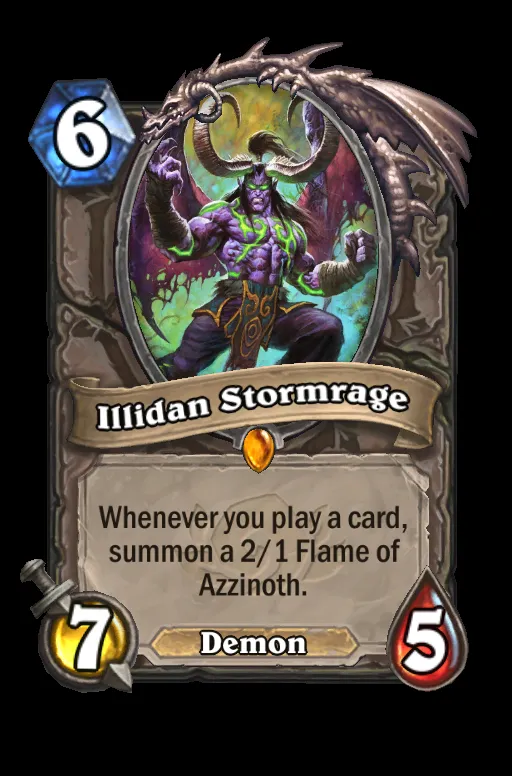 6
Illidan Stormrage
Whenever you play a card,
summon a 2/1 Flame of
Azzinoth.
7
Demon
5